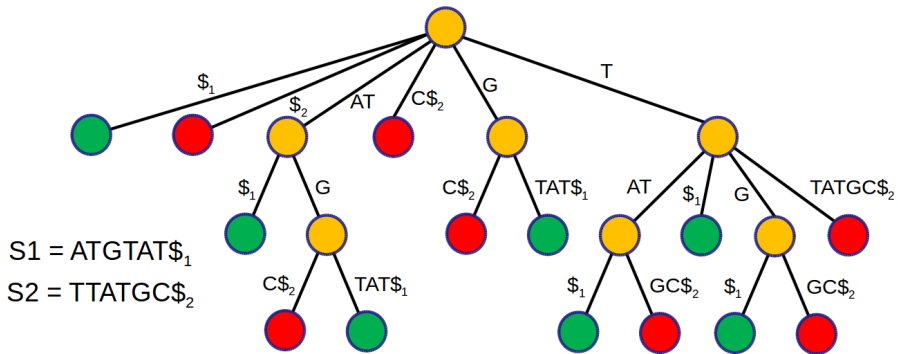 T
G
$1
C$2
AT
$2
$1
G
C$2
TAT$1
AT
$1
G
TATGC$2
S1 = ATGTAT$1
C$2
TAT$1
$1
GC$2
$1
GC$2
S2 = TTATGC$2